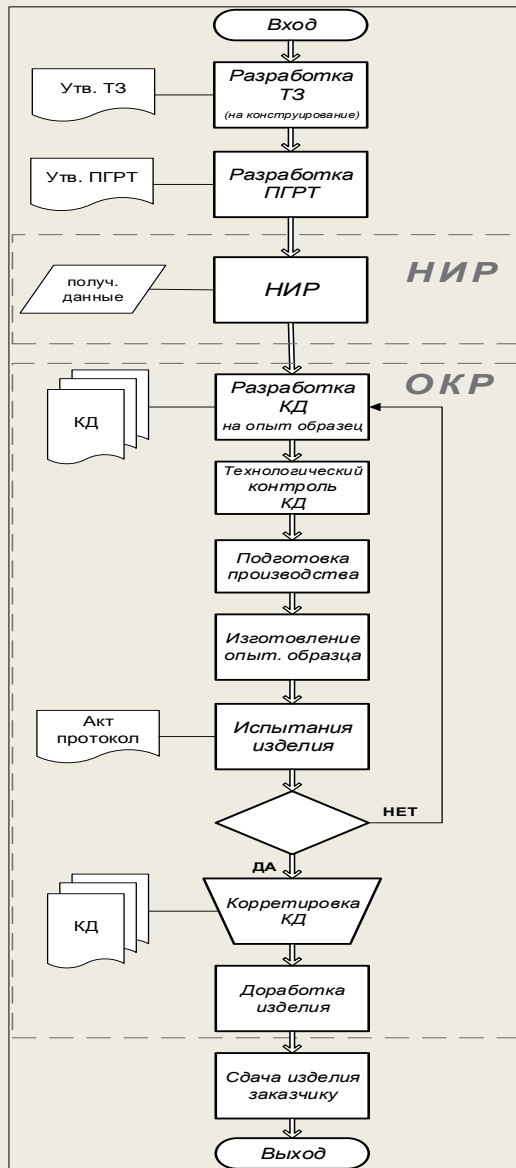 Вход
Утв. ТЗ
Разработка
ТЗ
(на конструирование)
Утв. ПГРТ
Разработка
ПГРТ
НИР
получ.
данные
НИР
ОКР
КД
Разработка
КД
на опыт образец
Технологический
контроль
КД
Подготовка
производства
Изготовление
опыт. образца
Акт
протокол
Испытания
изделия
НЕТ
ДА
КД
Корретировка
КД
Доработка
изделия
Сдача изделия
заказчику
Выход